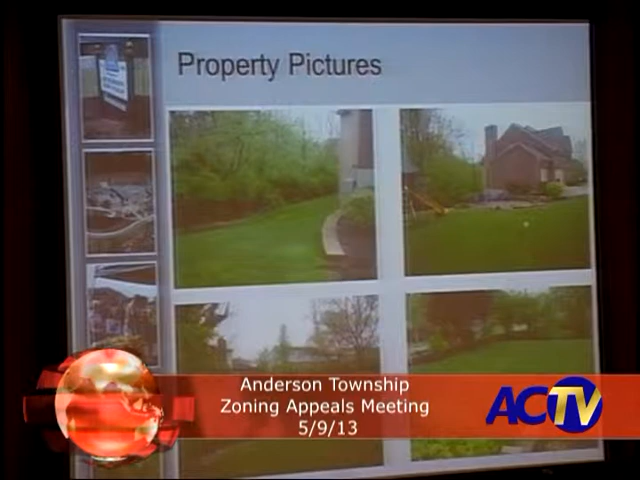 Property Pictures
Anderson Township
Zoning Appeals Meeting
5/9/13
ACTV